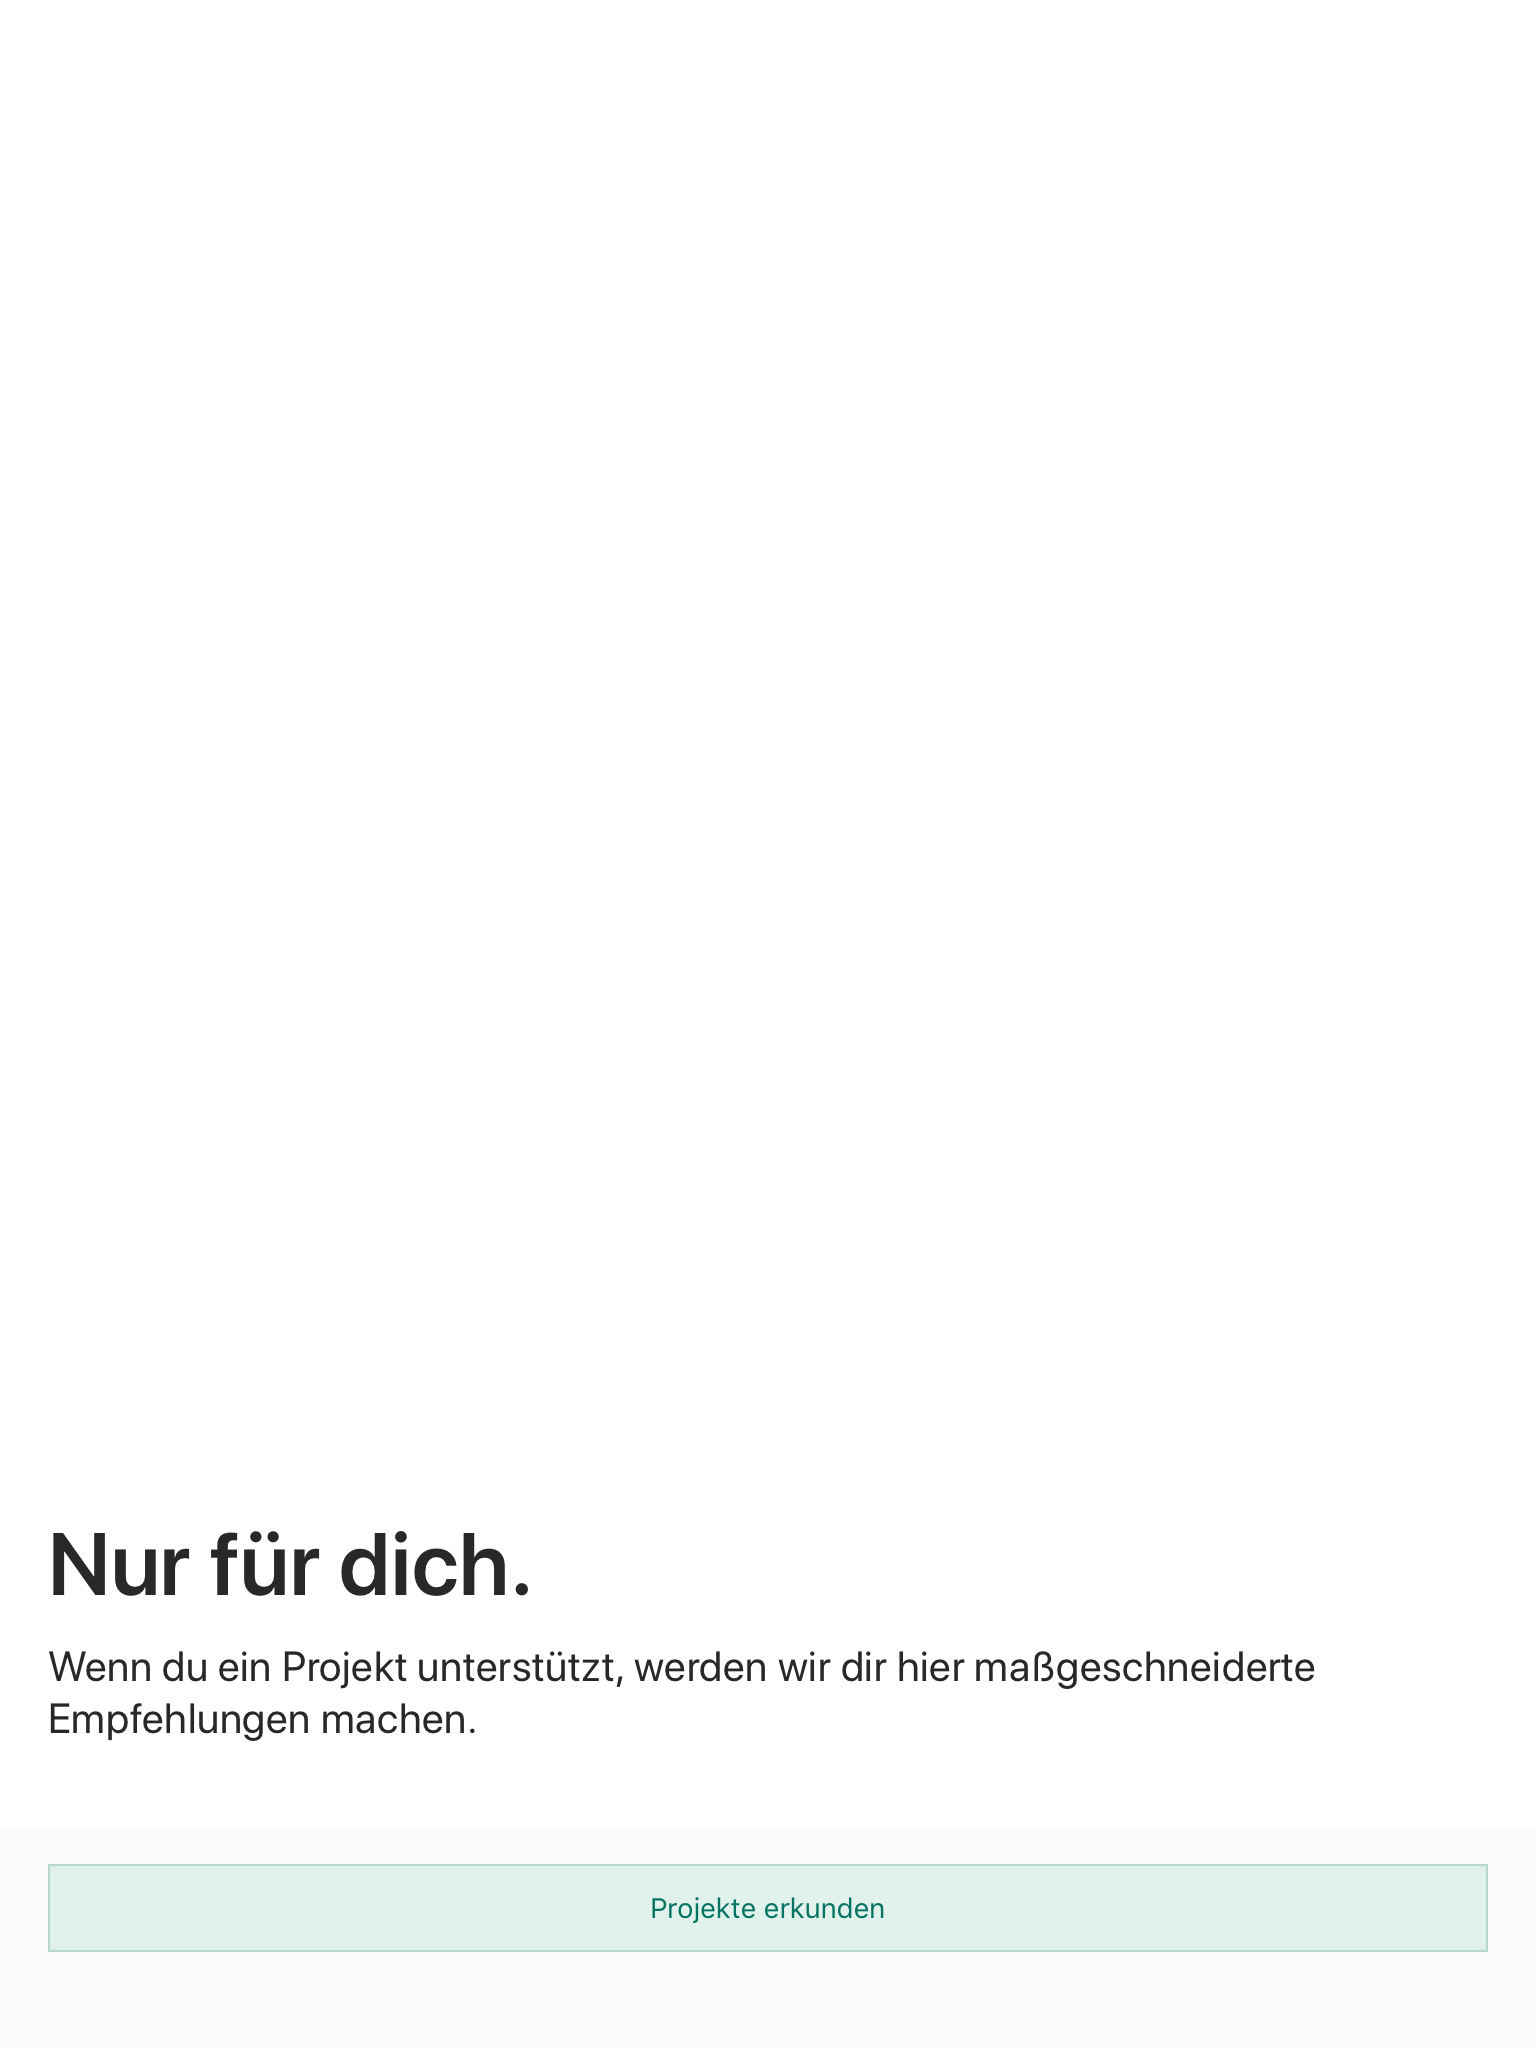 Nur für dich.
Wenn du ein Projekt unterstützt, werden wir dir hier maßgeschneiderte
Empfehlungen machen.
Projekte erkunden